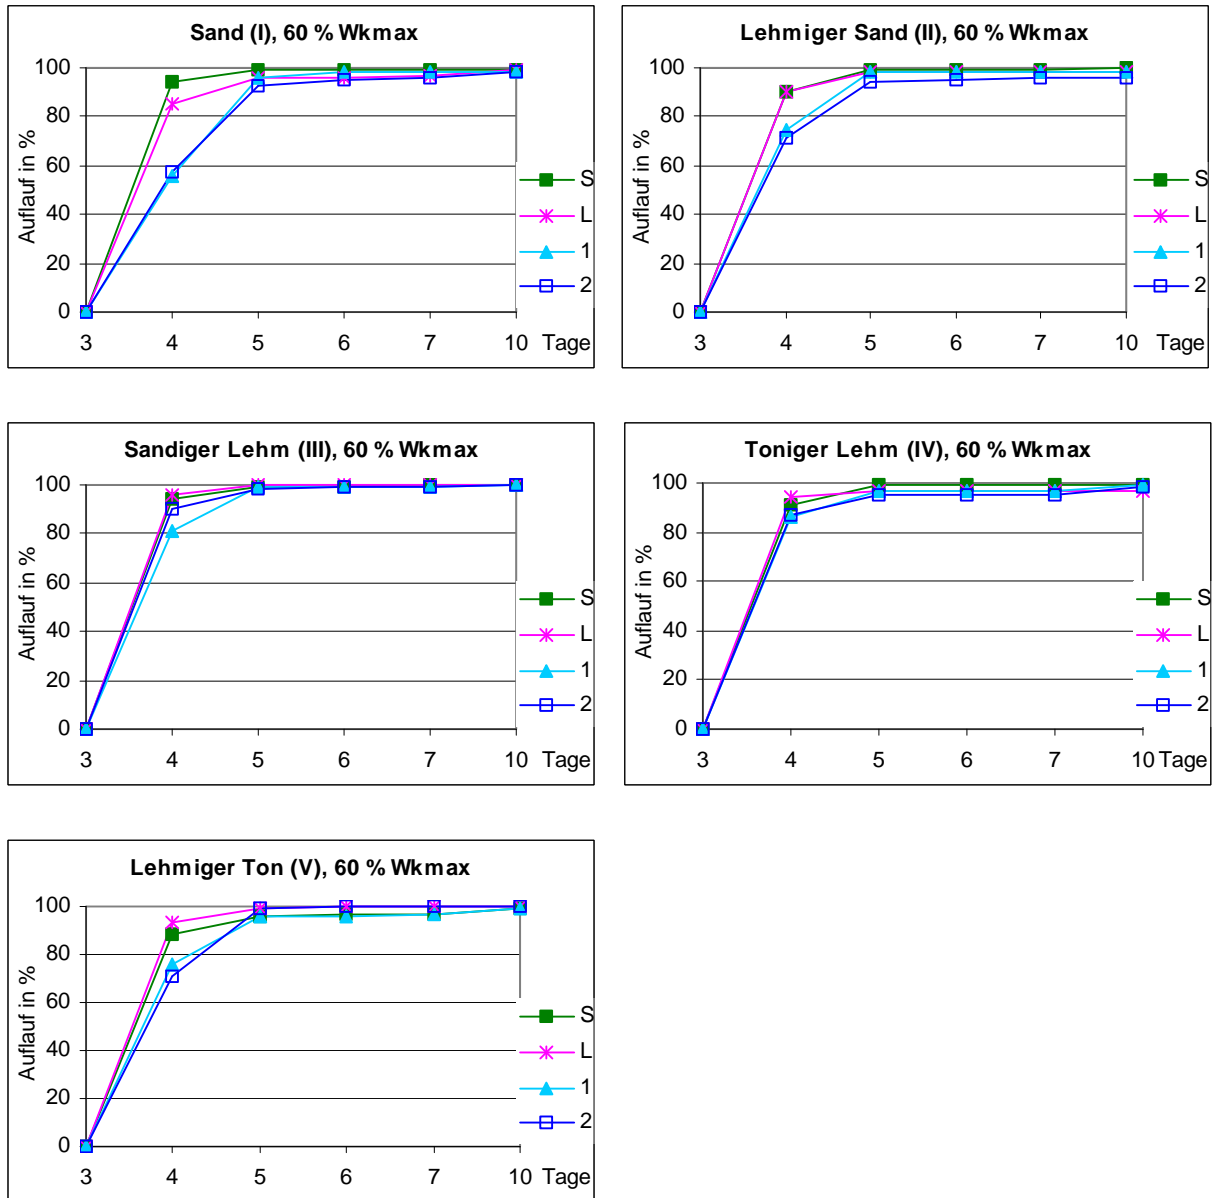 Sand (I), 60 % Wkmax
Auflauf in %
100
80
60
40
20
0
3 4 5 6 7 10 Tage
S
L
1
2
Lehmiger Sand (II), 60 % Wkmax
Auflauf in %
100
80
60
40
20
0
3 4 5 6 7 10 Tage
S
L
1
2
Sandiger Lehm (III), 60 % Wkmax
Auflauf in %
100
80
60
40
20
0
3 4 5 6 7 10 Tage
S
L
1
2
Toniger Lehm (IV), 60 % Wkmax
Auflauf in %
100
80
60
40
20
0
3 4 5 6 7 10 Tage
S
L
1
2
Lehmiger Ton (V), 60 % Wkmax
Auflauf in %
100
80
60
40
20
0
3 4 5 6 7 10 Tage
S
L
1
2